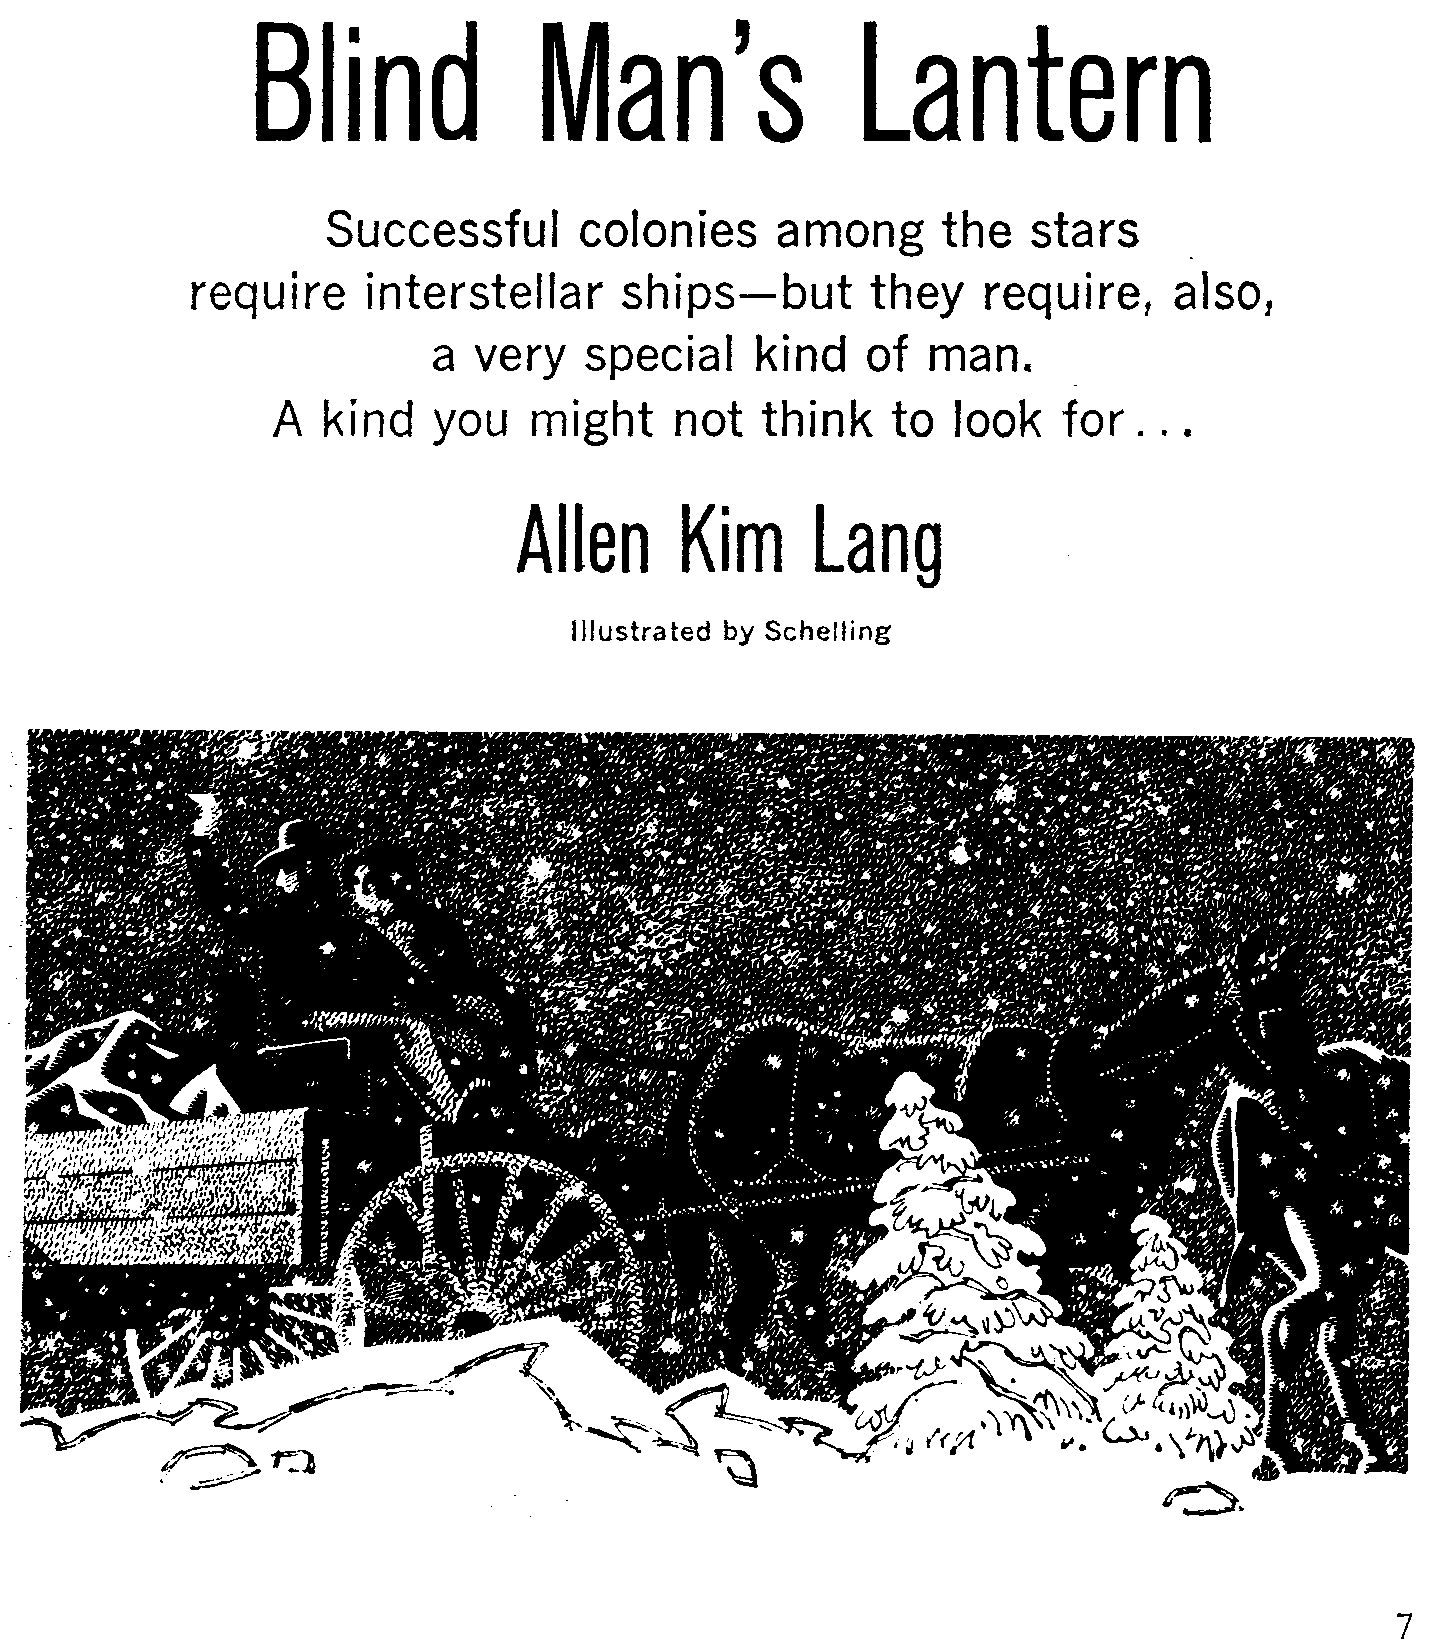 Blind Man's Lantern
Successful colonies among the stars
require interstellar ships—but they require, also,
a very special kind of man.
A kind you might not think to look for...
Allen Kim Lang
Illustrated by Schelling
7